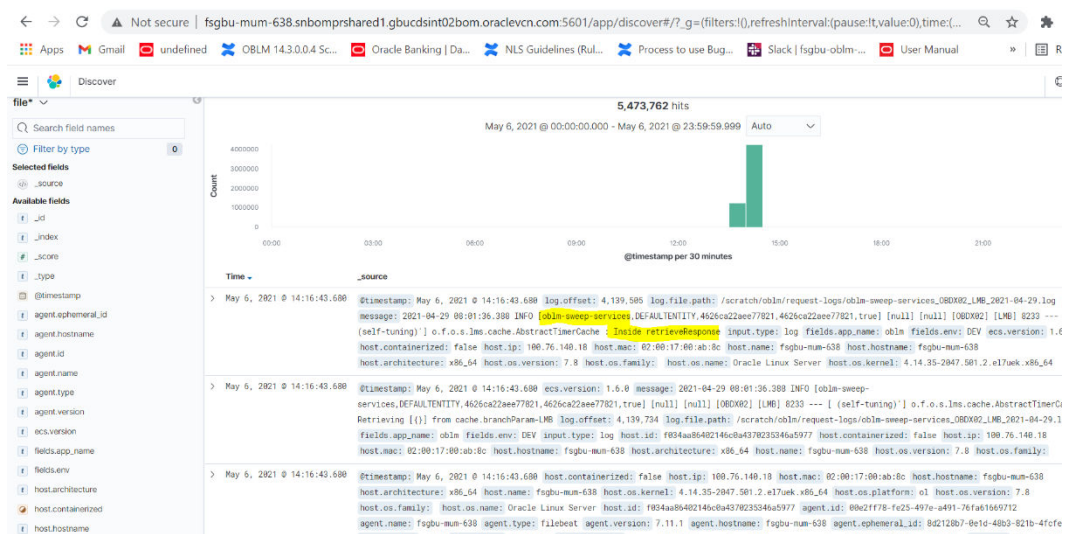 Not secure | fsgbu-mum-638.snbomprshared1.gbucdsint02bom.oraclevcn.com:5601/app/discover#/?_g=(filters:!(),refreshInterval:(pause:!t,value:0),time:(...
Apps Gmail undefined OBLM 14.3.0.0.4 Sc... Oracle Banking | Da... NLS Guidelines (Rul... Process to use Bug... Slack | fsgbu-oblm-... User Manual » R
Discover
file*
5,473,762 hits
Search field names
May 6, 2021 @ 00:00:00.000 - May 6, 2021 @ 23:59:59.999 Auto
Filter by type 0
Selected fields
_source
Available fields
_id
_index
_score
_type
@timestamp
agent.ephemeral_id
agent.hostname
agent.id
agent.name
agent.type
agent.version
ecs.version
fields.app_name
fields.env
host.architecture
host.containerized
host.hostname
Count
4000000
3000000
2000000
1000000
0
00:00 03:00 06:00 09:00 12:00 15:00 18:00 21:00
@timestamp per 30 minutes
Time _source
May 6, 2021 @ 14:16:43.680 @timestamp: May 6, 2021 @ 14:16:43.680 log.offset: 4,139,505 log.file.path: /scratch/oblm/request-logs/oblm-sweep-services_OBDX02_LMB_2021-04-29.log
message: 2021-04-29 08:01:36.388 INFO [oblm-sweep-services,DEFAULTENTITY,4626ca22aee77821,4626ca22aee77821,true] [null] [null] [OBDX02] [LMB] 8233 ---
(self-tuning)'] o.f.o.s.lms.cache.AbstractTimerCache : Inside retrieveResponse input.type: log fields.app_name: oblm fields.env: DEV ecs.version: 1.6
host.containerized: false host.ip: 100.76.140.18 host.mac: 02:00:17:00:ab:8c host.name: fsgbu-mum-638 host.hostname: fsgbu-mum-638
host.architecture: x86_64 host.os.version: 7.8 host.os.family: host.os.name: Oracle Linux Server host.os.kernel: 4.14.35-2047.501.2.el7uek.x86_64
May 6, 2021 @ 14:16:43.680 @timestamp: May 6, 2021 @ 14:16:43.680 ecs.version: 1.6.0 message: 2021-04-29 08:01:36.388 INFO [oblm-sweep-
services,DEFAULTENTITY,4626ca22aee77821,4626ca22aee77821,true] [null] [null] [OBDX02] [LMB] 8233 --- [ (self-tuning)'] o.f.o.s.lms.cache.AbstractTimerCa
Retrieving [{}] from cache.branchParam-LMB log.offset: 4,139,734 log.file.path: /scratch/oblm/request-logs/oblm-sweep-services_OBDX02_LMB_2021-04-29.l
fields.app_name: oblm fields.env: DEV input.type: log host.id: f034aa86402146c0a4370235346a5977 host.containerized: false host.ip: 100.76.140.18
host.mac: 02:00:17:00:ab:8c host.hostname: fsgbu-mum-638 host.architecture: x86_64 host.name: fsgbu-mum-638 host.os.version: 7.8 host.os.family:
May 6, 2021 @ 14:16:43.680 @timestamp: May 6, 2021 @ 14:16:43.680 host.containerized: false host.ip: 100.76.140.18 host.mac: 02:00:17:00:ab:8c host.hostname: fsgbu-mum-638
host.architecture: x86_64 host.name: fsgbu-mum-638 host.os.kernel: 4.14.35-2047.501.2.el7uek.x86_64 host.os.platform: ol host.os.version: 7.8
host.os.family: host.os.name: Oracle Linux Server host.id: f034aa86402146c0a4370235346a5977 agent.id: 00e2ff78-fe25-497e-a491-76fa61669712
agent.name: fsgbu-mum-638 agent.type: filebeat agent.version: 7.11.1 agent.hostname: fsgbu-mum-638 agent.ephemeral_id: 8d2128b7-0e1d-48b3-821b-4fcfe